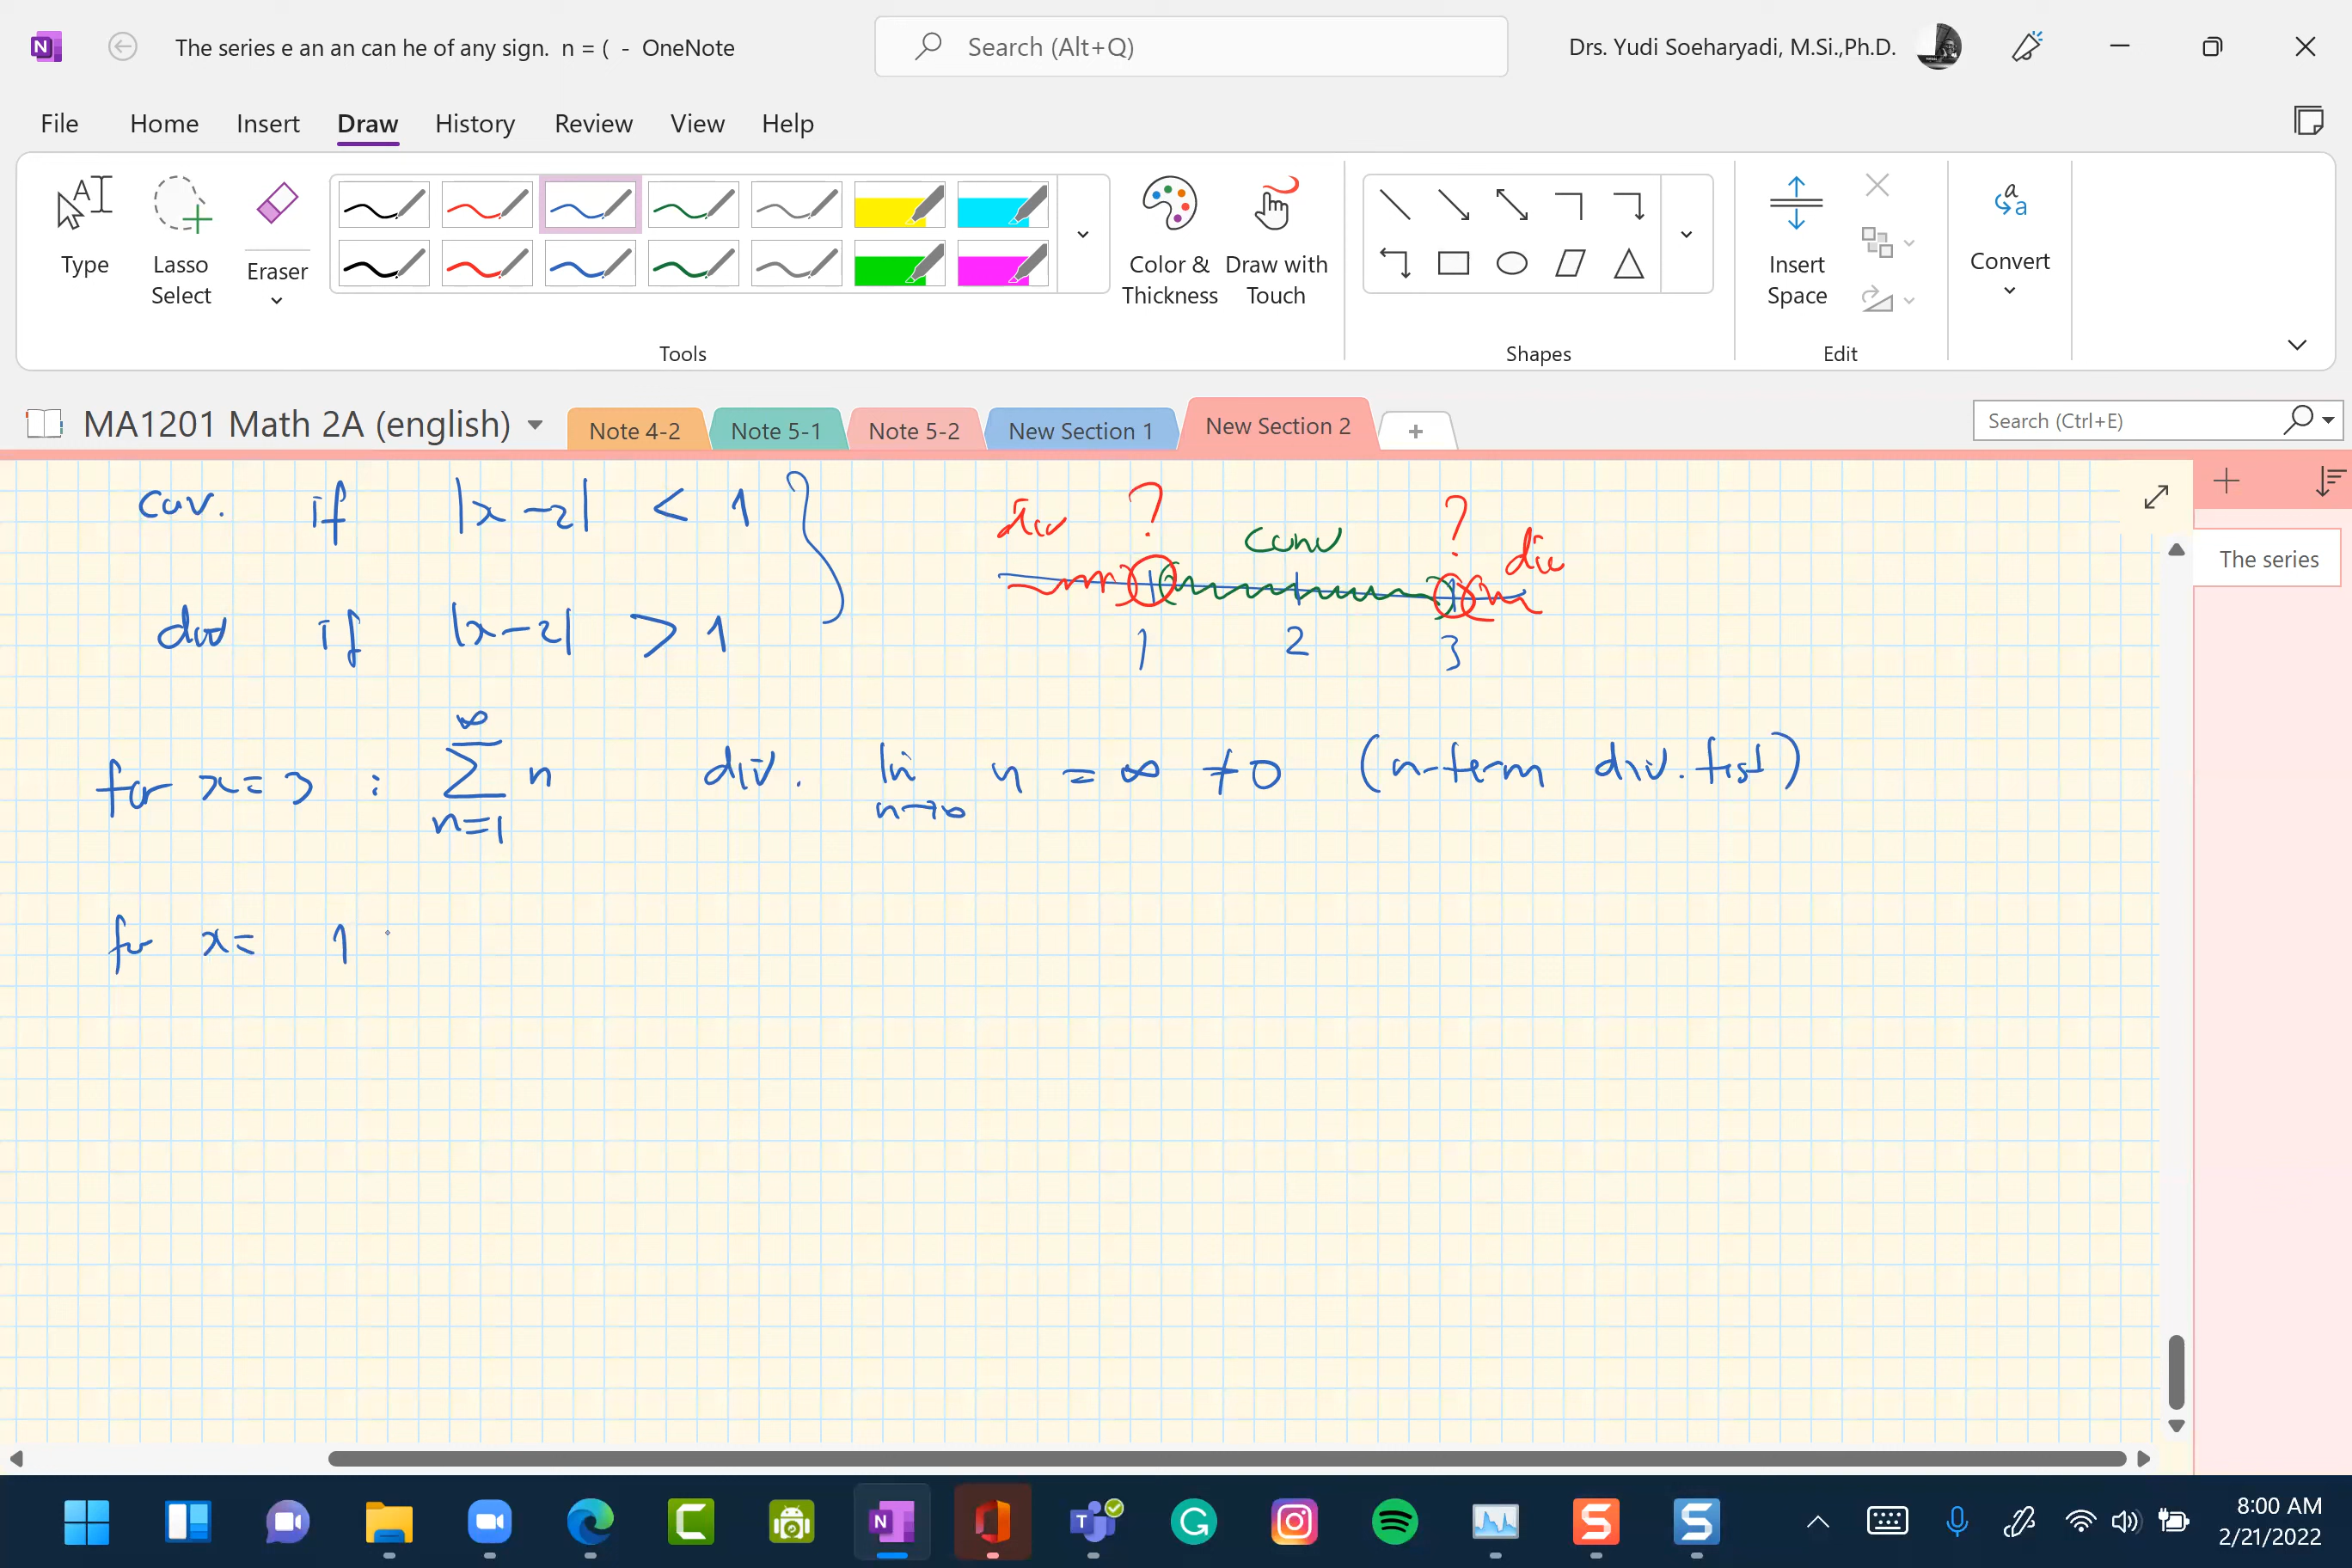 The series e an an can he of any sign. n = ( - OneNote
Search (Alt+Q)
Drs. Yudi Soeharyadi, M.Si.,Ph.D.
File Home Insert Draw History Review View Help
Type
Lasso Select
Eraser
Color & Thickness
Draw with Touch
Insert Space
Convert
Tools
Shapes
Edit
MA1201 Math 2A (english)
Note 4-2
Note 5-1
Note 5-2
New Section 1
New Section 2
Search (Ctrl+E)
The series
if |x-2| < 1
div ? conv ? div
if |x-2| > 1
1 2 3
for x=3 : ∞ Σ n=1 n div. lim n→∞ n = ∞ ≠0 (n-term div. test)
for x= 1
8:00 AM
2/21/2022